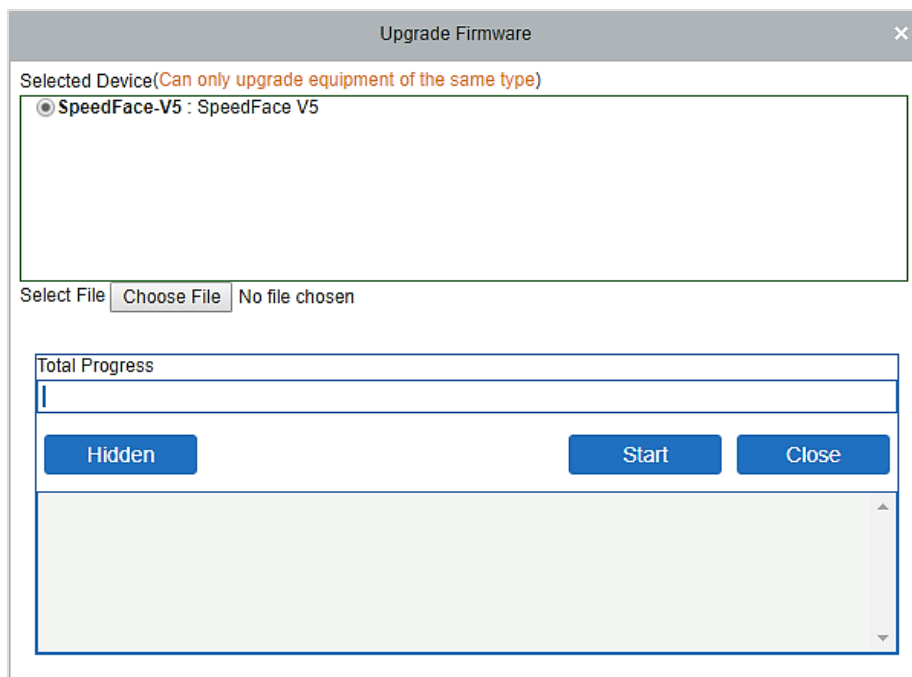 Upgrade Firmware
Selected Device(Can only upgrade equipment of the same type)
SpeedFace-V5 : SpeedFace V5
Select File Choose File No file chosen
Total Progress
Hidden Start Close